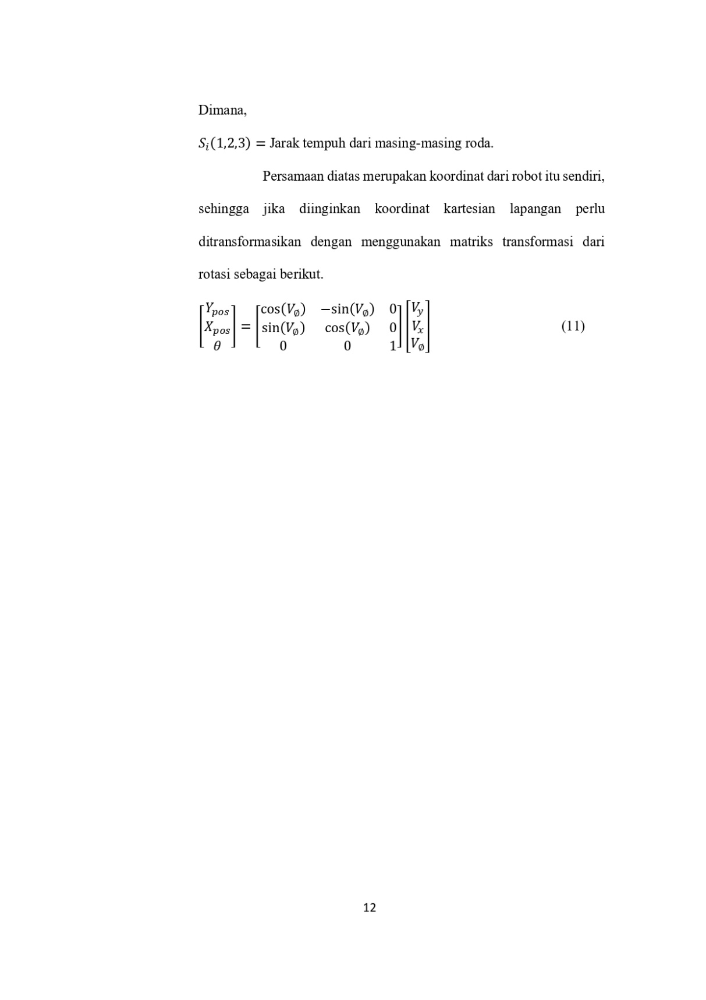 Dimana,
𝑆ᵢ(1,2,3) = Jarak tempuh dari masing-masing roda.
Persamaan diatas merupakan koordinat dari robot itu sendiri,
sehingga jika diinginkan koordinat kartesian lapangan perlu
ditransformasikan dengan menggunakan matriks transformasi dari
rotasi sebagai berikut.
$\begin{bmatrix} Y_{pos} \\ X_{pos} \\ \theta \end{bmatrix} = \begin{bmatrix} \cos(V_{\emptyset}) & -\sin(V_{\emptyset}) & 0 \\ \sin(V_{\emptyset}) & \cos(V_{\emptyset}) & 0 \\ 0 & 0 & 1 \end{bmatrix} \begin{bmatrix} V_y \\ V_x \\ V_{\emptyset} \end{bmatrix}$ (11)
12